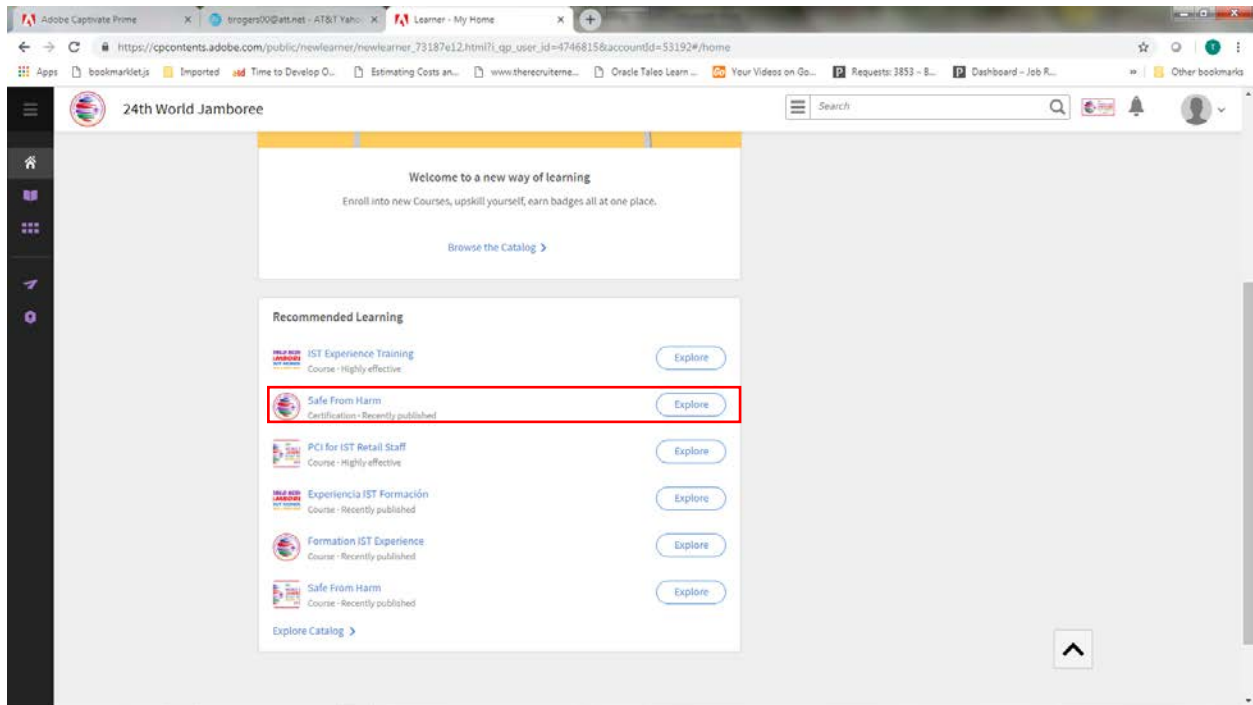 Adobe Captivate Prime
brogers00@att.net - AT&T Yaho
Learner - My Home
https://cpcontents.adobe.com/public/newlearner/newlearner_73187e12.html?i_qp_user_id=4746815&accountId=53192#/home
Apps
bookmarklet.js
Imported
Time to Develop O...
Estimating Costs an...
www.therecruiteme...
Oracle Taleo Learn ...
Your Videos on Go...
Requests: 3853 – B...
Dashboard – Job R...
Other bookmarks
24th World Jamboree
Search
Welcome to a new way of learning
Enroll into new Courses, upskill yourself, earn badges all at one place.
Browse the Catalog
Recommended Learning
IST Experience Training
Course - Highly effective
Explore
Safe From Harm
Certification - Recently published
Explore
PCI for IST Retail Staff
Course - Highly effective
Explore
Experiencia IST Formación
Course - Recently published
Explore
Formation IST Experience
Course - Recently published
Explore
Safe From Harm
Course - Recently published
Explore
Explore Catalog